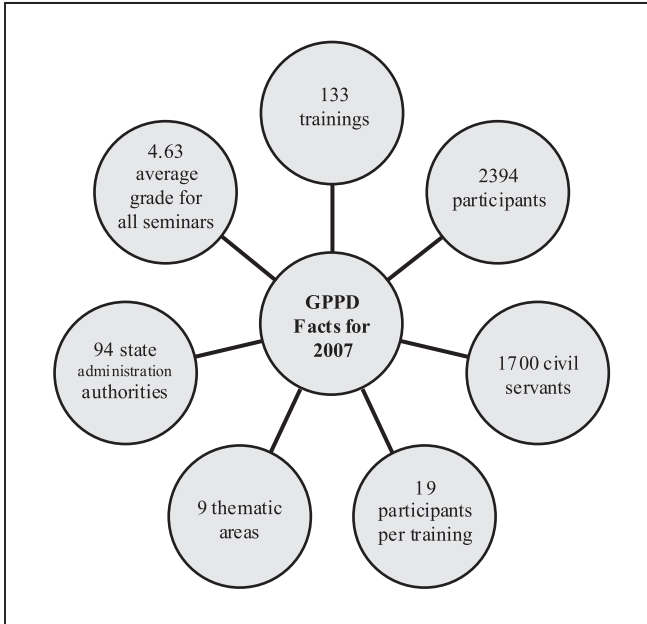 GPPD
Facts for
2007
133
trainings
2394
participants
1700 civil
servants
19
participants
per training
9 thematic
areas
94 state
administration
authorities
4.63
average
grade for
all seminars